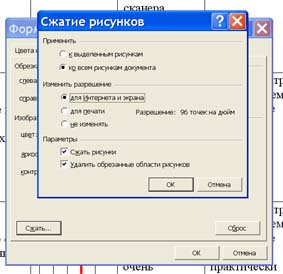 сканера
Форм
Сжатие рисунков
Применить
к выделенным рисункам
ко всем рисункам документа
Изменить разрешение
для Интернета и экрана
для печати
Разрешение: 96 точек на дюйм
не изменять
Параметры
Сжать рисунки
Удалить обрезанные области рисунков
ОК
Отмена
Цвета и
Обрезк
слева
справ
Изобра
цвет:
яркос
контр
Сжать...
Сброс
ОК
Отмена
очень
практически